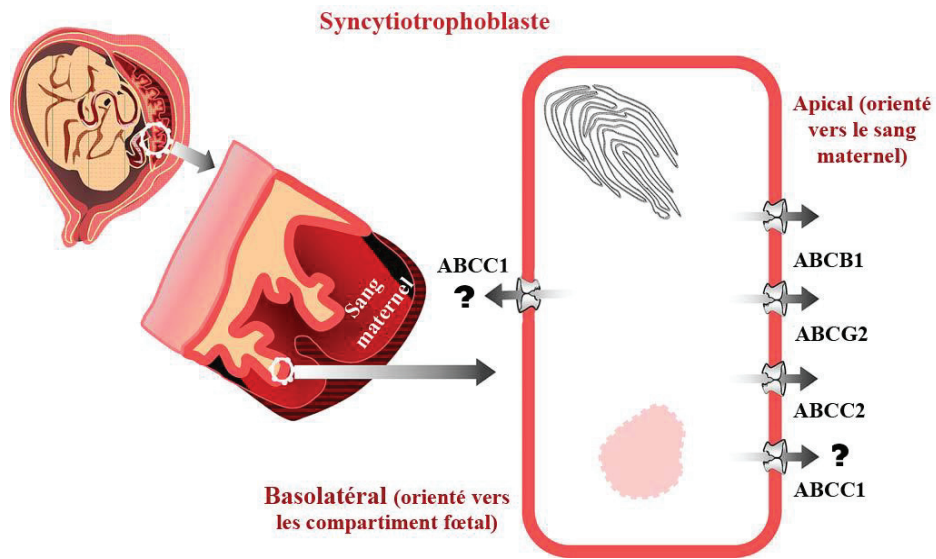 Syncytiotrophoblaste
Apical (orienté
vers le sang
maternel)
ABCC1
?
Sang
maternel
ABCB1
ABCG2
ABCC2
?
ABCC1
Basolatéral (orienté vers
les compartiment fœtal)